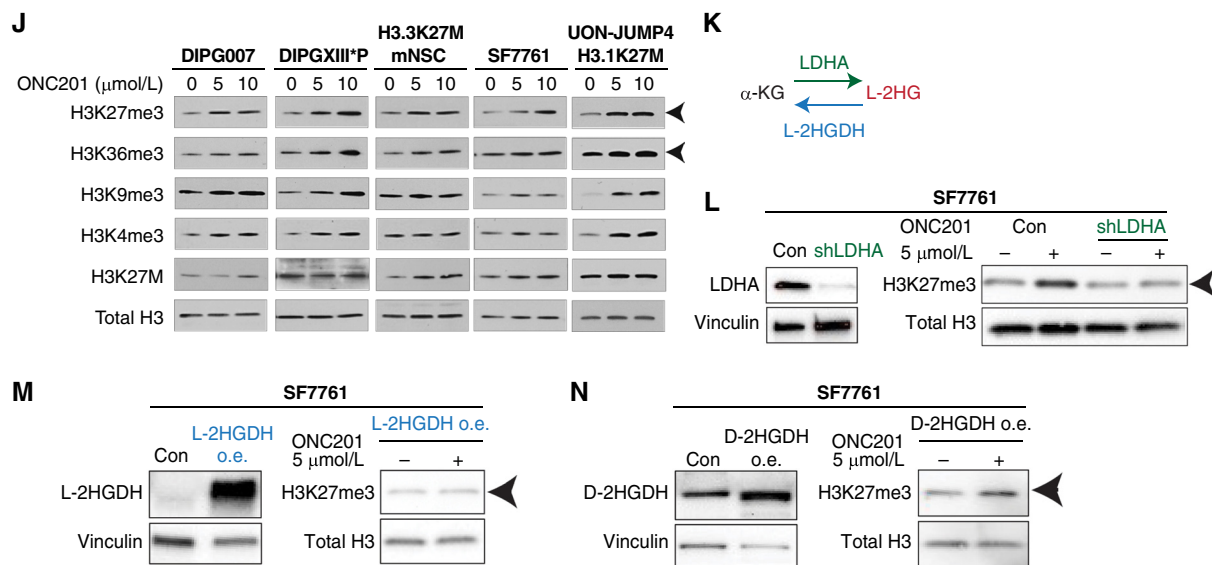 J
DIPG007 DIPGXIII*P H3.3K27M mNSC SF7761 UON-JUMP4 H3.1K27M
ONC201 (μmol/L) 0 5 10 0 5 10 0 5 10 0 5 10 0 5 10
H3K27me3
H3K36me3
H3K9me3
H3K4me3
H3K27M
Total H3
K
LDHA
α-KG L-2HG
L-2HGDH
L
SF7761
Con shLDHA
LDHA
Vinculin
ONC201 Con shLDHA
5 μmol/L – + – +
H3K27me3
Total H3
M
SF7761
Con L-2HGDH o.e.
L-2HGDH
Vinculin
L-2HGDH o.e.
ONC201
5 μmol/L – +
H3K27me3
Total H3
N
SF7761
Con D-2HGDH o.e.
D-2HGDH
Vinculin
D-2HGDH o.e.
ONC201
5 μmol/L – +
H3K27me3
Total H3